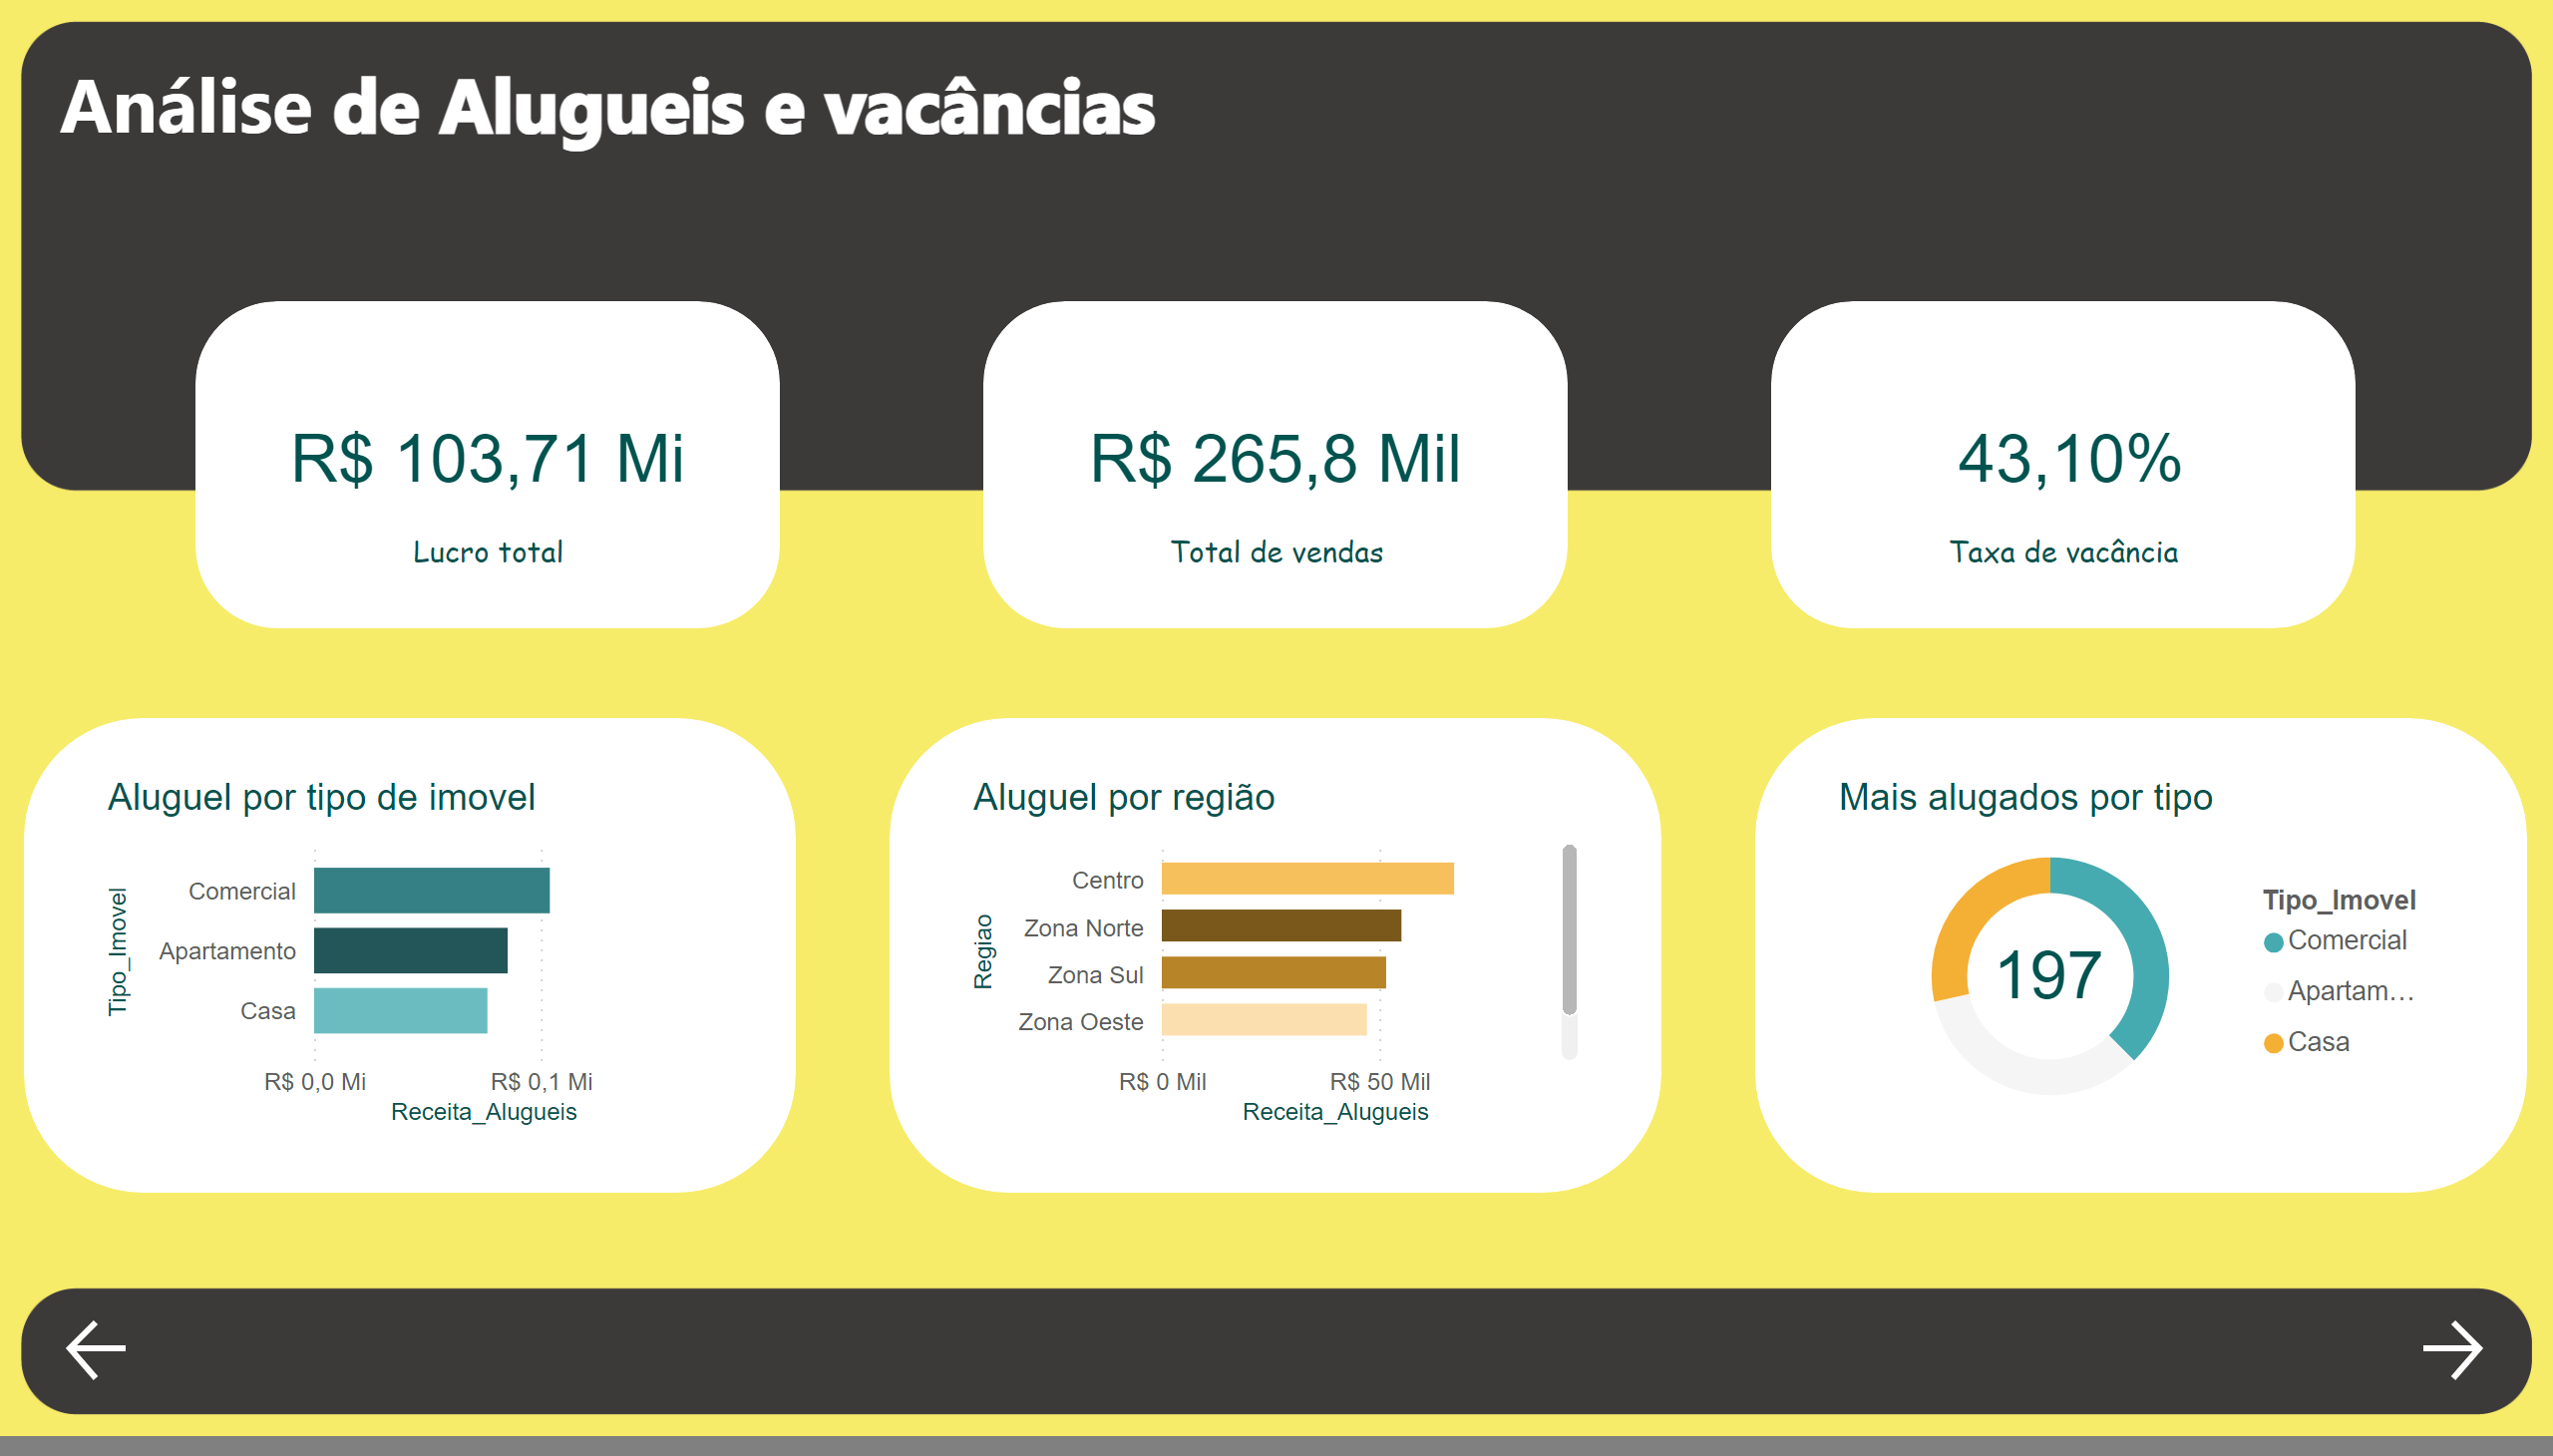 Análise de Alugueis e vacâncias
R$ 103,71 Mi
Lucro total
R$ 265,8 Mil
Total de vendas
43,10%
Taxa de vacância
Aluguel por tipo de imovel
Tipo_Imovel
Comercial
Apartamento
Casa
R$ 0,0 Mi
R$ 0,1 Mi
Receita_Alugueis
Aluguel por região
Regiao
Centro
Zona Norte
Zona Sul
Zona Oeste
R$ 0 Mil
R$ 50 Mil
Receita_Alugueis
Mais alugados por tipo
197
Tipo_Imovel
Comercial
Apartam...
Casa